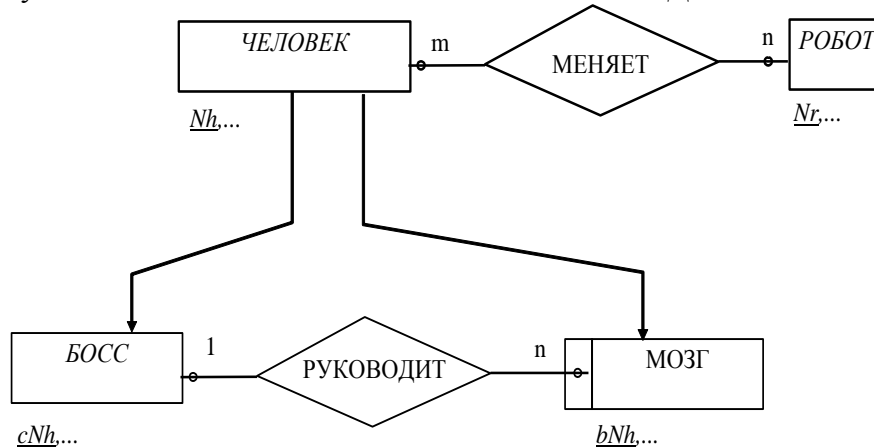 ЧЕЛОВЕК
m
МЕНЯЕТ
n
РОБОТ
Nh,...
Nr,...
БОСС
1
РУКОВОДИТ
n
МОЗГ
cNh,...
bNh,...